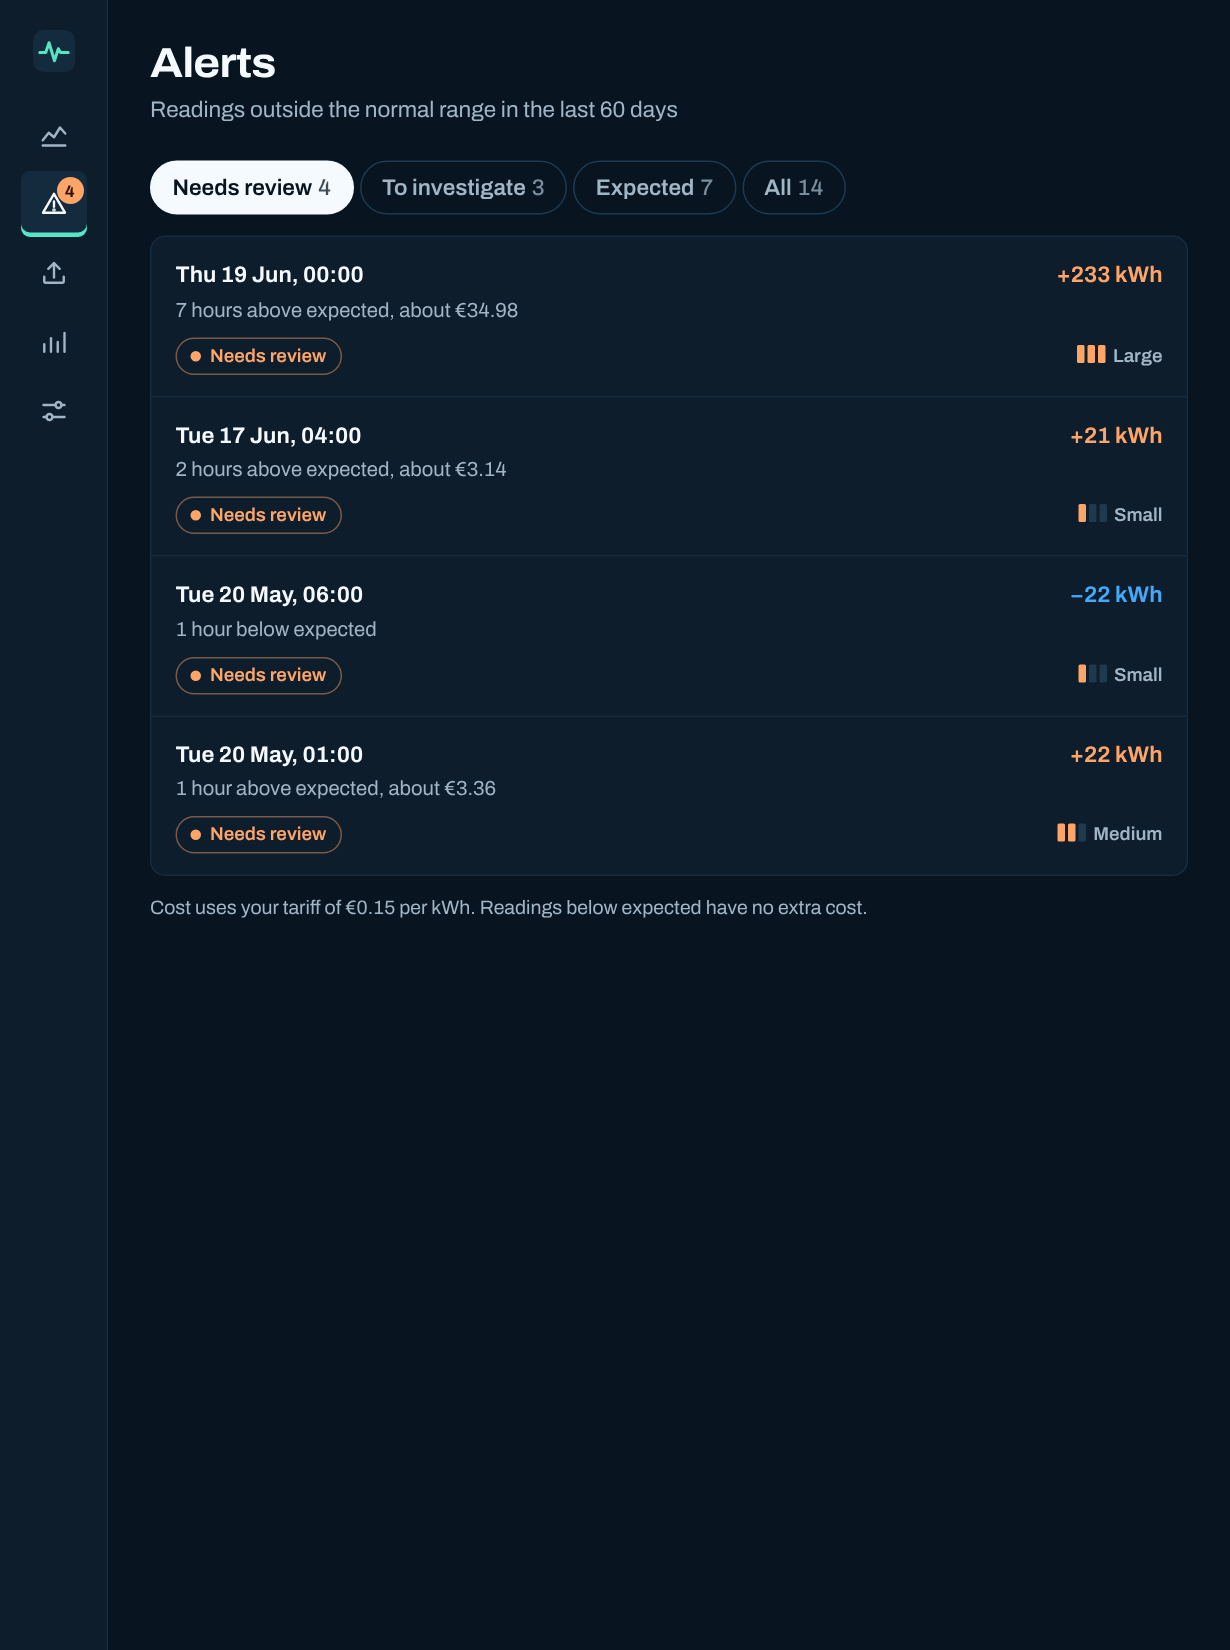 Alerts
Readings outside the normal range in the last 60 days
4
Needs review 4
To investigate 3
Expected 7
All 14
Thu 19 Jun, 00:00
+233 kWh
7 hours above expected, about €34.98
Needs review
Large
Tue 17 Jun, 04:00
+21 kWh
2 hours above expected, about €3.14
Needs review
Small
Tue 20 May, 06:00
−22 kWh
1 hour below expected
Needs review
Small
Tue 20 May, 01:00
+22 kWh
1 hour above expected, about €3.36
Needs review
Medium
Cost uses your tariff of €0.15 per kWh. Readings below expected have no extra cost.